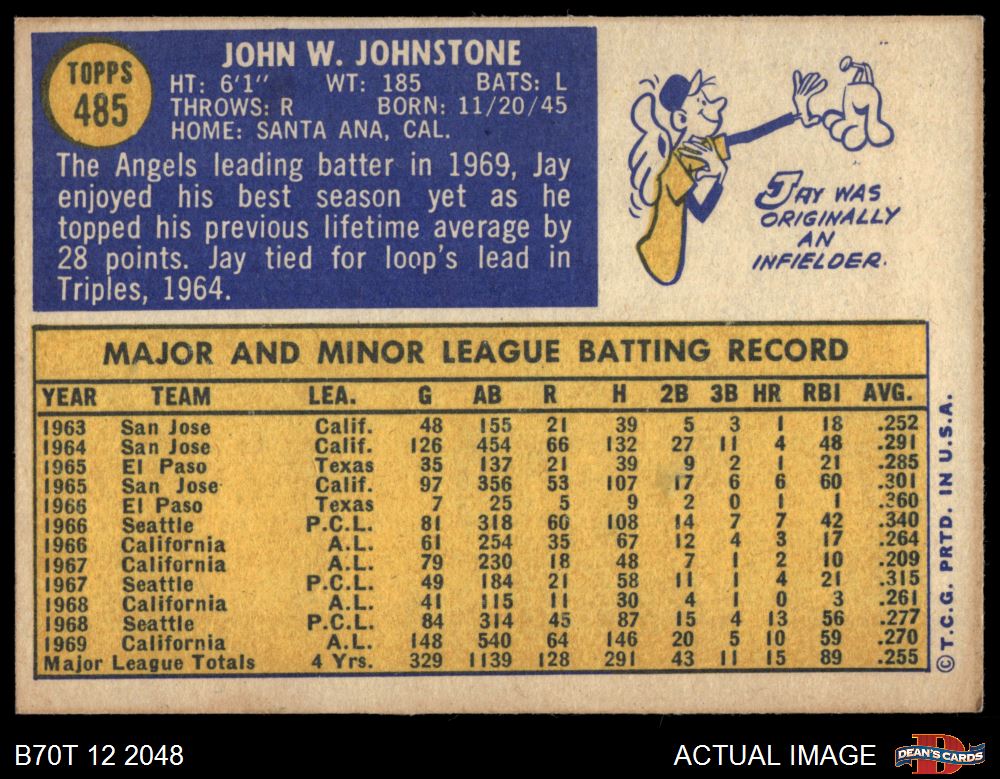 TOPPS
485
JOHN W. JOHNSTONE
HT: 6'1" WT: 185 BATS: L
THROWS: R BORN: 11/20/45
HOME: SANTA ANA, CAL.
The Angels leading batter in 1969, Jay
enjoyed his best season yet as he
topped his previous lifetime average by
28 points. Jay tied for loop's lead in
Triples, 1964.
JAY WAS
ORIGINALLY
AN
INFIELDER.
MAJOR AND MINOR LEAGUE BATTING RECORD
YEAR TEAM LEA. G AB R H 2B 3B HR RBI AVG.
1963 San Jose Calif. 48 155 21 39 5 3 1 18 .252
1964 San Jose Calif. 126 454 66 132 27 11 4 48 .291
1965 El Paso Texas 35 137 21 39 9 2 1 21 .285
1965 San Jose Calif. 97 356 53 107 17 6 6 60 .301
1966 El Paso Texas 7 25 5 9 2 0 1 1 .360
1966 Seattle P.C.L. 81 318 60 108 14 7 7 42 .340
1966 California A.L. 61 254 35 67 12 4 3 17 .264
1967 California A.L. 79 230 18 48 7 1 2 10 .209
1967 Seattle P.C.L. 49 184 21 58 11 1 4 21 .315
1968 California A.L. 41 115 11 30 4 1 0 3 .261
1968 Seattle P.C.L. 84 314 45 87 15 4 13 56 .277
1969 California A.L. 148 540 64 146 20 5 10 59 .270
Major League Totals 4 Yrs. 329 1139 128 291 43 11 15 89 .255
© T.C.G. PRTD. IN U.S.A.
B70T 12 2048
ACTUAL IMAGE
D
DEAN'S CARDS